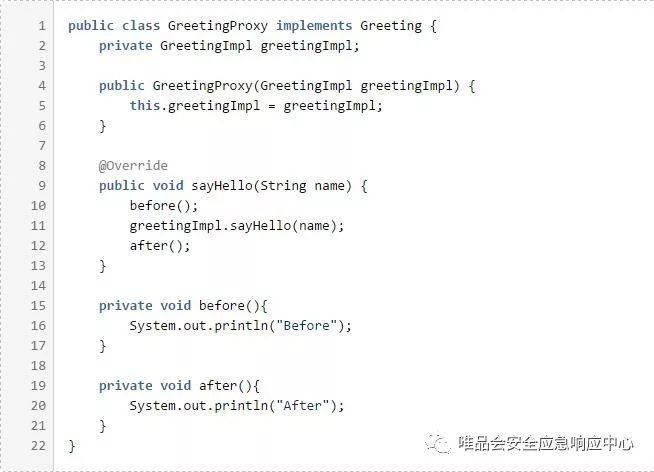 1 public class GreetingProxy implements Greeting {
2     private GreetingImpl greetingImpl;
3
4     public GreetingProxy(GreetingImpl greetingImpl) {
5         this.greetingImpl = greetingImpl;
6     }
7
8     @Override
9     public void sayHello(String name) {
10         before();
11         greetingImpl.sayHello(name);
12         after();
13     }
14
15     private void before(){
16         System.out.println("Before");
17     }
18
19     private void after(){
20         System.out.println("After");
21     }
22 }
唯品会安全应急响应中心